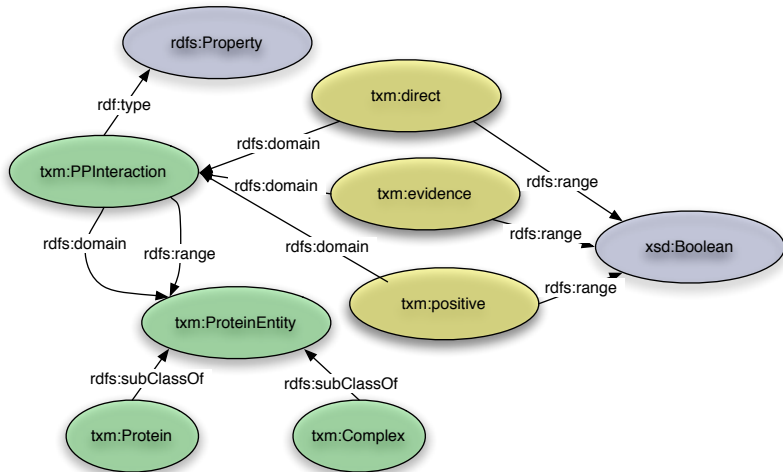 rdfs:Property
txm:direct
rdf:type
rdfs:domain
txm:PPInteraction
rdfs:domain
txm:evidence
rdfs:range
rdfs:domain
rdfs:range
rdfs:domain
rdfs:range
xsd:Boolean
rdfs:range
txm:positive
txm:ProteinEntity
rdfs:subClassOf
rdfs:subClassOf
txm:Protein
txm:Complex